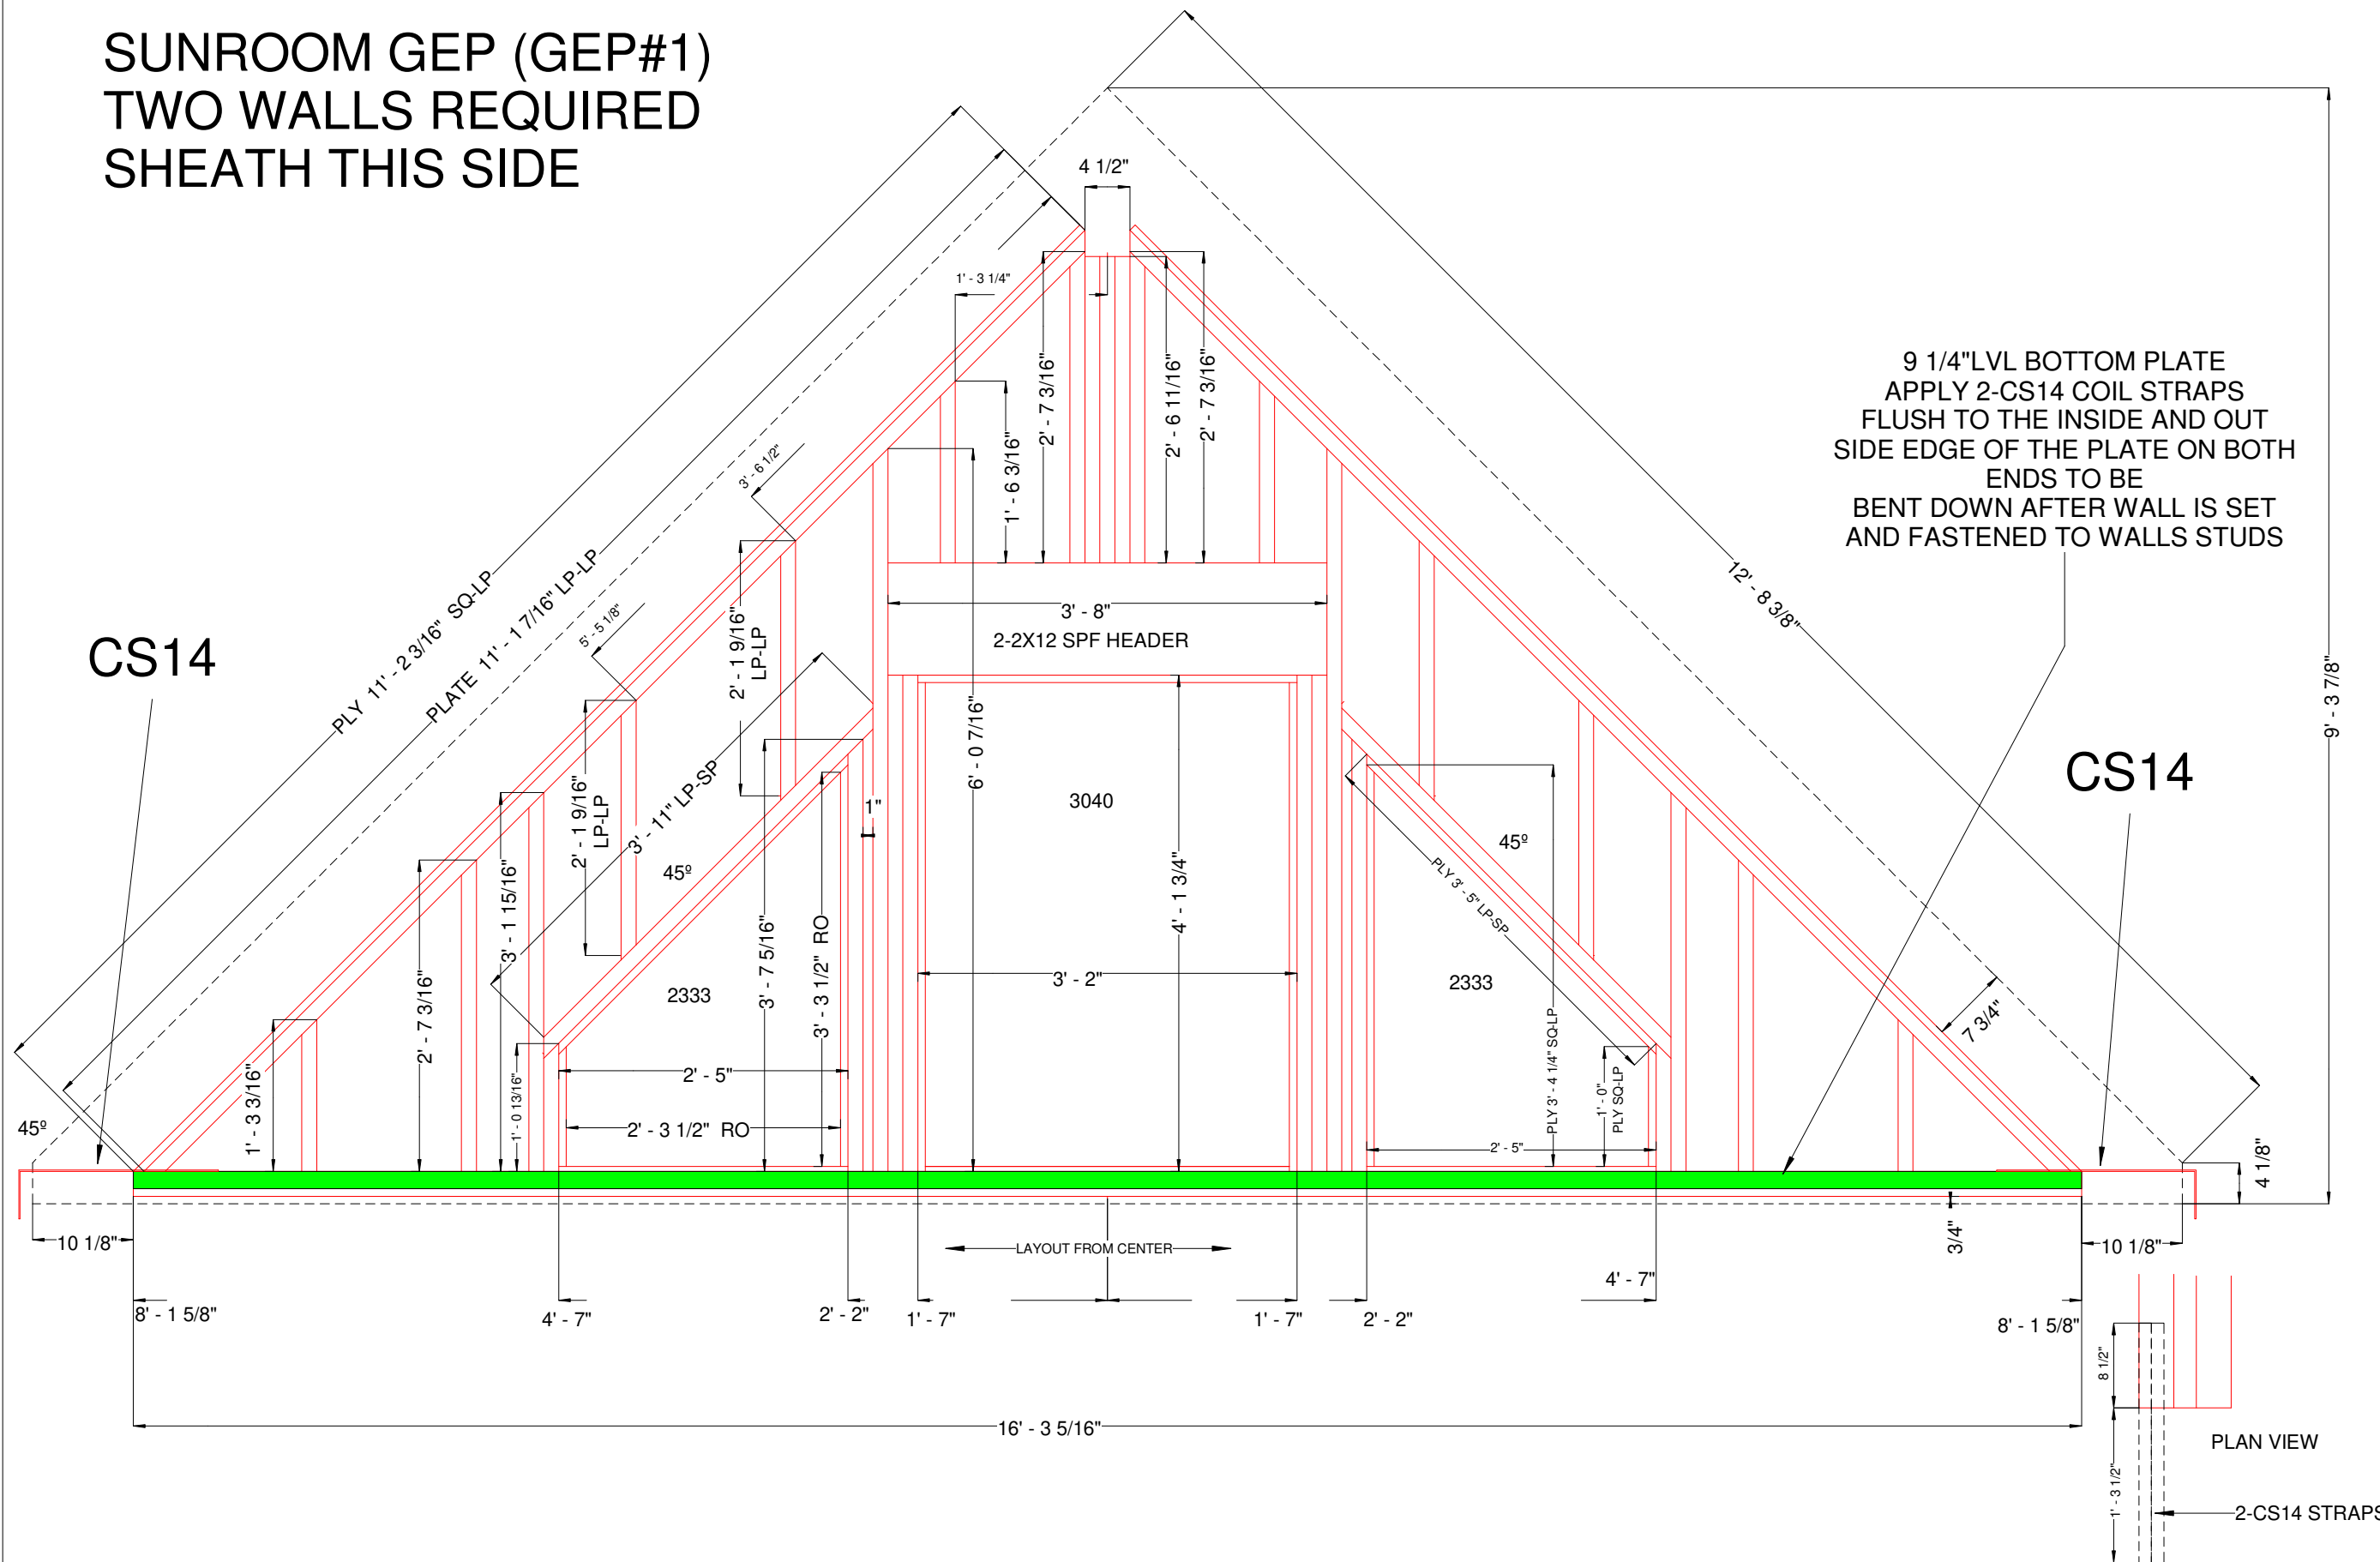 SUNROOM GEP (GEP#1)
TWO WALLS REQUIRED
SHEATH THIS SIDE
4 1/2"
1' - 3 1/4"
2' - 7 3/16"
2' - 6 11/16"
2' - 7 3/16"
1' - 6 3/16"
9 1/4"LVL BOTTOM PLATE
APPLY 2-CS14 COIL STRAPS
FLUSH TO THE INSIDE AND OUT
SIDE EDGE OF THE PLATE ON BOTH
ENDS TO BE
BENT DOWN AFTER WALL IS SET
AND FASTENED TO WALLS STUDS
3' - 6 1/2"
5' - 5 1/8"
PLY 11' - 2 3/16" SQ-LP
PLATE 11' - 1 7/16" LP-LP
12' - 8 3/8"
9' - 3 7/8"
CS14
3' - 8"
2-2X12 SPF HEADER
2' - 1 9/16"
LP-LP
2' - 1 9/16"
LP-LP
3' - 11" LP-SP
6' - 0 7/16"
1"
3040
CS14
45º
45º
4' - 1 3/4"
PLY 3' - 5" LP-SP
3' - 1 15/16"
3' - 7 5/16"
3' - 3 1/2" RO
2333
3' - 2"
2333
2' - 7 3/16"
7 3/4"
PLY 3' - 4 1/4" SQ-LP
1' - 0"
PLY SQ-LP
1' - 3 3/16"
1' - 0 13/16"
2' - 5"
2' - 3 1/2" RO
2' - 5"
45º
4 1/8"
10 1/8"
LAYOUT FROM CENTER
3/4"
10 1/8"
8' - 1 5/8"
4' - 7"
2' - 2"
1' - 7"
1' - 7"
2' - 2"
4' - 7"
8' - 1 5/8"
8 1/2"
16' - 3 5/16"
PLAN VIEW
1' - 3 1/2"
2-CS14 STRAPS